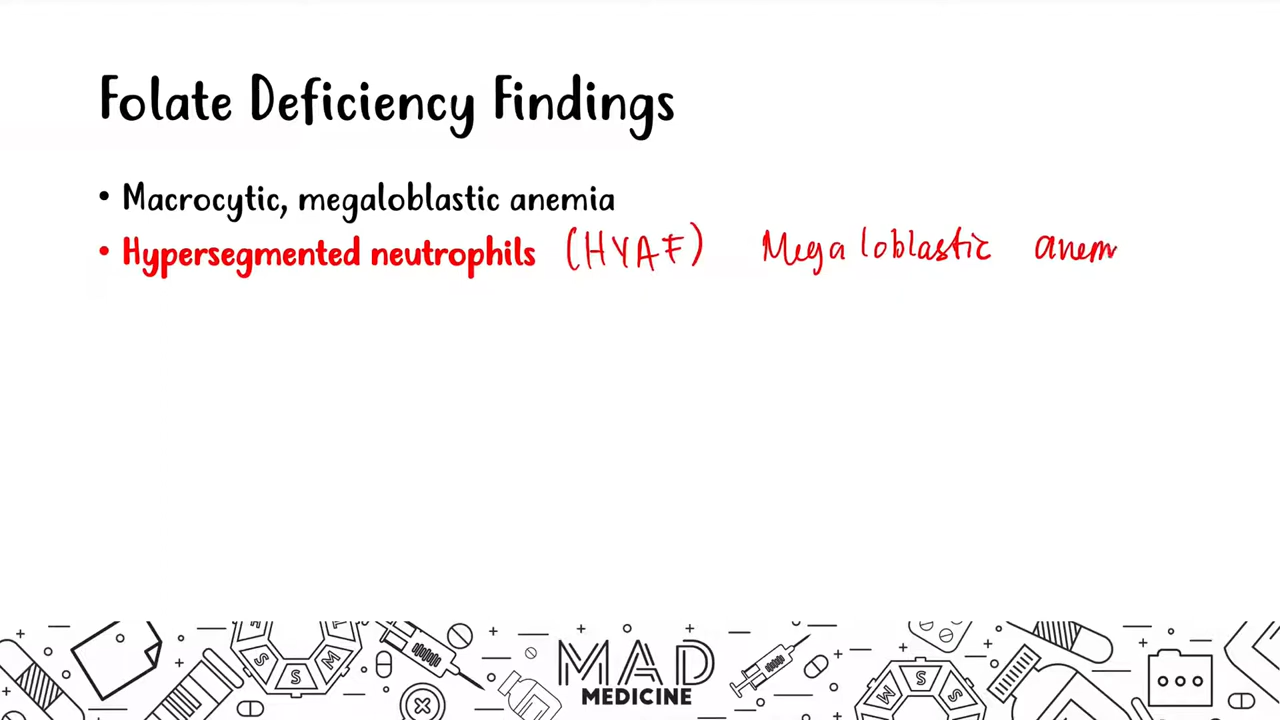 Folate Deficiency Findings
• Macrocytic, megaloblastic anemia
• Hypersegmented neutrophils (HYAF) Megaloblastic anem
MAD
MEDICINE